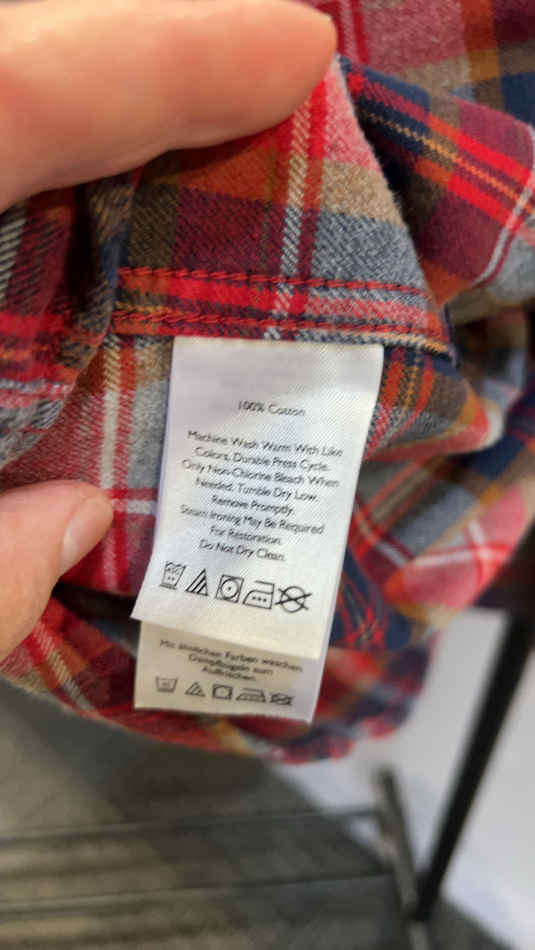 100% Cotton
Machine Wash Warm With Like
Colors, Durable Press Cycle.
Only Non-Chlorine Bleach When
Needed. Tumble Dry Low.
Remove Promptly.
Steam Ironing May Be Required
For Restoration.
Do Not Dry Clean.
Mit ähnlichen Farben waschen.
Dampfbügeln zum
Auffrischen.